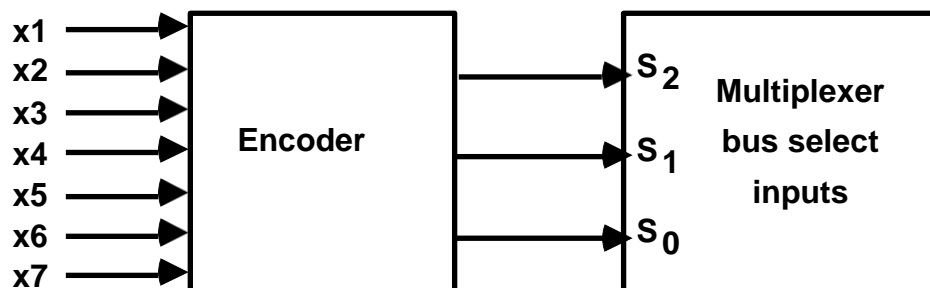 x1
x2
x3
x4
x5
x6
x7
Encoder
S2
S1
S0
Multiplexer
bus select
inputs